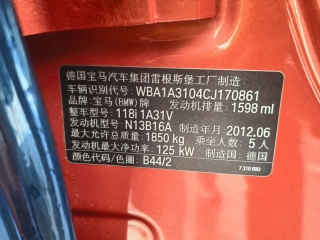 德国宝马汽车集团雷根斯堡工厂制造
车辆识别代号: WBA1A3104CJ170861
品牌: 宝马(BMW)牌 发动机排量: 1598 ml
整车型号: 118i 1A31V
发动机型号: N13B16A 制造年月: 2012.06
最大允许总质量: 1850 kg 乘坐人数: 5人
发动机最大净功率: 125 kW 制造国: 德国
颜色代码/色圈: B44/2
7 310 680